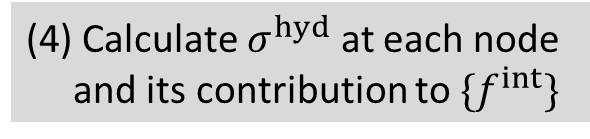 (4) Calculate σ^hyd at each node
and its contribution to {f^int}